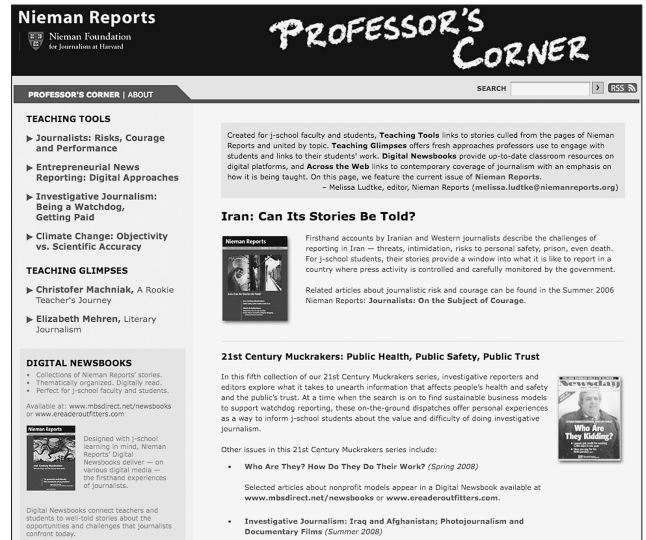 Nieman Reports
Nieman Foundation
for Journalism at Harvard
PROFESSOR'S
CORNER
SEARCH
RSS
PROFESSOR'S CORNER | ABOUT
TEACHING TOOLS
Journalists: Risks, Courage
and Performance
Entrepreneurial News
Reporting: Digital Approaches
Investigative Journalism:
Being a Watchdog,
Getting Paid
Climate Change: Objectivity
vs. Scientific Accuracy
TEACHING GLIMPSES
Christofer Machniak, A Rookie
Teacher's Journey
Elizabeth Mehren, Literary
Journalism
DIGITAL NEWSBOOKS
• Collections of Nieman Reports' stories.
• Thematically organized. Digitally read.
• Perfect for j-school faculty and students.
Available at: www.mbsdirect.net/newsbooks
or www.ereaderoutfitters.com
Nieman Reports
Designed with j-school
learning in mind, Nieman
Reports' Digital
Newsbooks deliver — on
various digital media —
the firsthand experiences
of journalists.
Digital Newsbooks connect teachers and
students to well-told stories about the
opportunities and challenges that journalists
confront today.
Created for j-school faculty and students, Teaching Tools links to stories culled from the pages of Nieman
Reports and united by topic. Teaching Glimpses offers fresh approaches professors use to engage with
students and links to their students' work. Digital Newsbooks provide up-to-date classroom resources on
digital platforms, and Across the Web links to contemporary coverage of journalism with an emphasis on
how it is being taught. On this page, we feature the current issue of Nieman Reports.
– Melissa Ludtke, editor, Nieman Reports (melissa.ludtke@niemanreports.org)
Iran: Can Its Stories Be Told?
Nieman Reports
Firsthand accounts by Iranian and Western journalists describe the challenges of
reporting in Iran — threats, intimidation, risks to personal safety, prison, even death.
For j-school students, their stories provide a window into what it is like to report in a
country where press activity is controlled and carefully monitored by the government.
Related articles about journalistic risk and courage can be found in the Summer 2006
Nieman Reports: Journalists: On the Subject of Courage.
21st Century Muckrakers: Public Health, Public Safety, Public Trust
In this fifth collection of our 21st Century Muckrakers series, investigative reporters and
editors explore what it takes to unearth information that affects people's health and safety
and the public's trust. At a time when the search is on to find sustainable business models
to support watchdog reporting, these on-the-ground dispatches offer personal experiences
as a way to inform j-school students about the value and difficulty of doing investigative
journalism.
Newsday
Who Are
They Kidding?
Other issues in this 21st Century Muckrakers series include:
• Who Are They? How Do They Do Their Work? (Spring 2008)
Selected articles about nonprofit models appear in a Digital Newsbook available at
www.mbsdirect.net/newsbooks or www.ereaderoutfitters.com.
• Investigative Journalism: Iraq and Afghanistan; Photojournalism and
Documentary Films (Summer 2008)